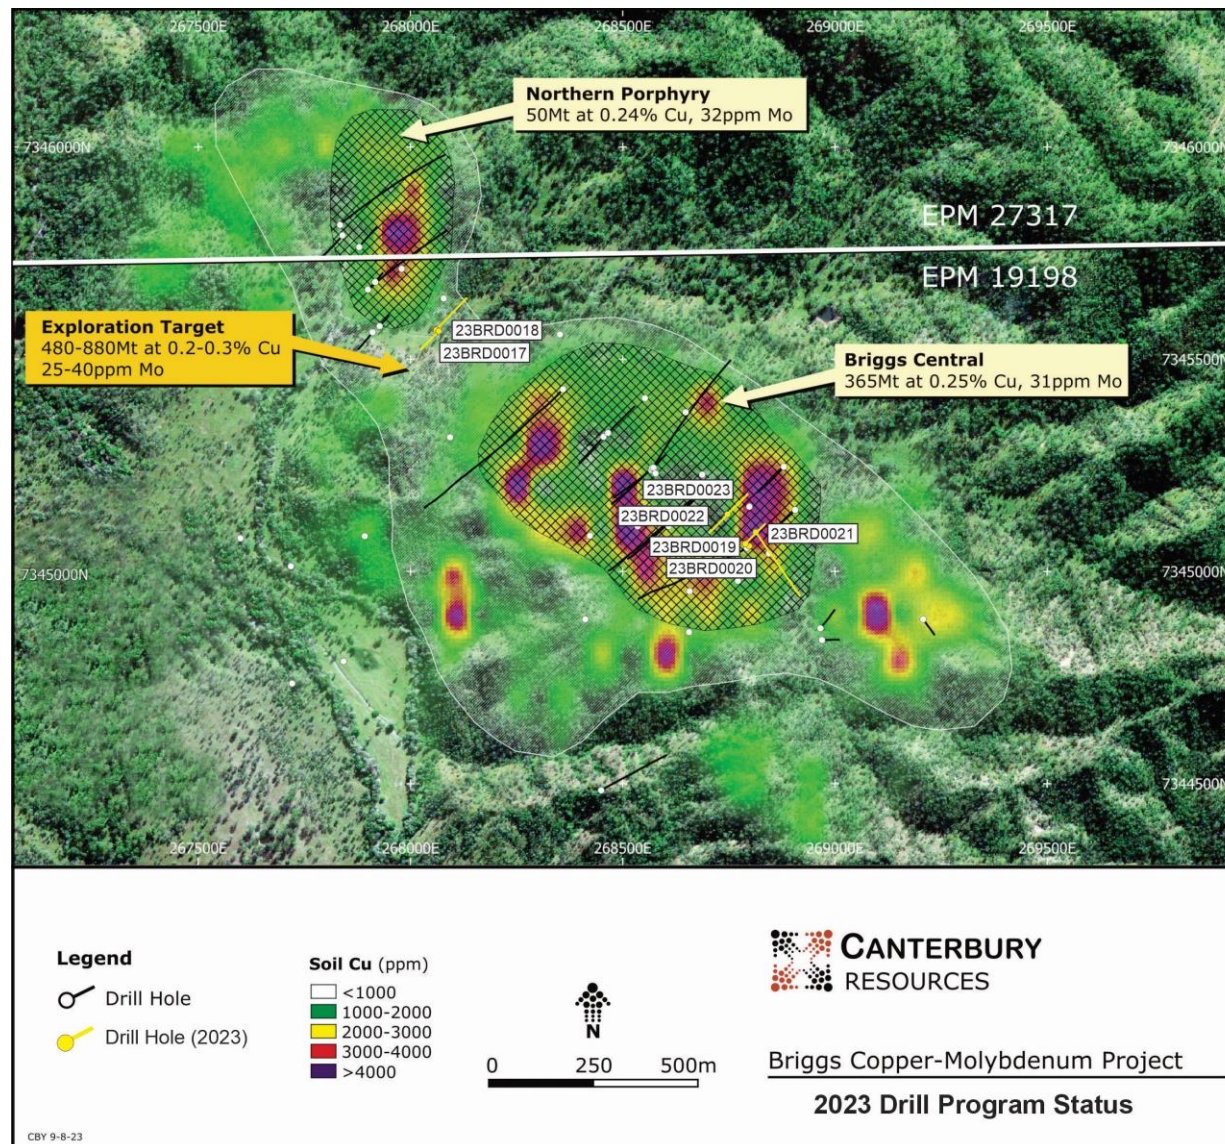 267500E
268000E
268500E
269000E
269500E
Northern Porphyry
50Mt at 0.24% Cu, 32ppm Mo
7346000N
7346000N
EPM 27317
EPM 19198
Exploration Target
480-880Mt at 0.2-0.3% Cu
25-40ppm Mo
23BRD0018
23BRD0017
Briggs Central
365Mt at 0.25% Cu, 31ppm Mo
7345500N
23BRD0023
23BRD0022
23BRD0021
23BRD0019
23BRD0020
7345000N
7345000N
7344500N
267500E
268000E
268500E
269000E
269500E
Legend
Drill Hole
Drill Hole (2023)
Soil Cu (ppm)
<1000
1000-2000
2000-3000
3000-4000
>4000
N
0 250 500m
CANTERBURY
RESOURCES
Briggs Copper-Molybdenum Project
2023 Drill Program Status
CBY 9-8-23